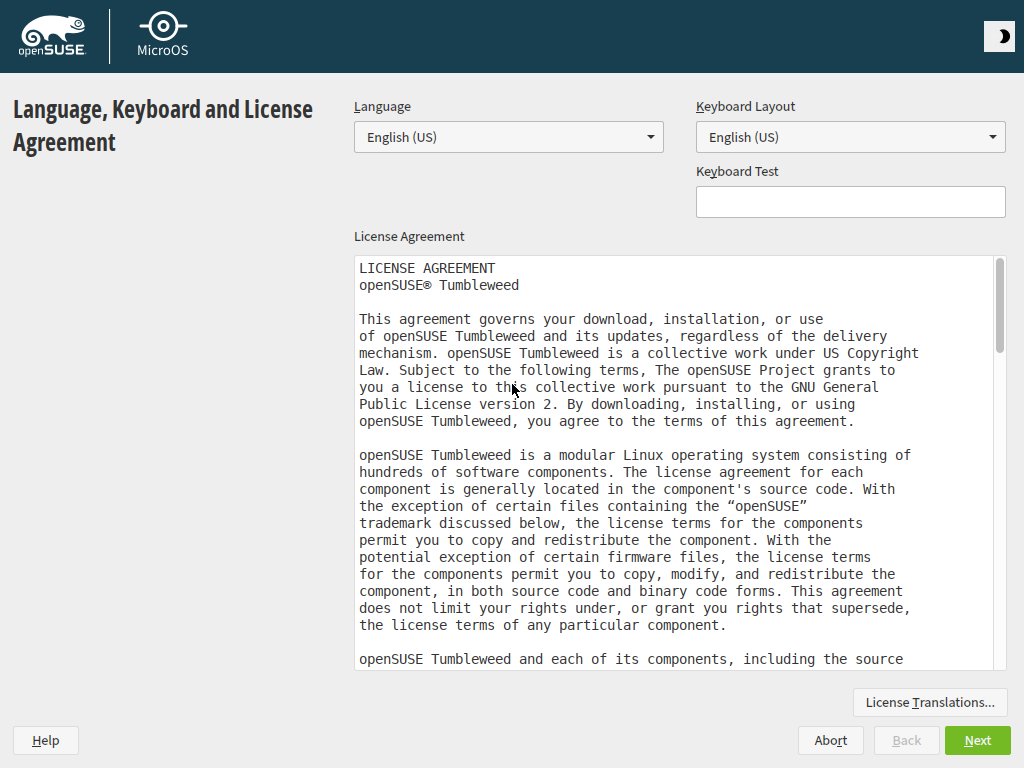 openSUSE.
MicroOS
Language, Keyboard and License
Agreement
Language
Keyboard Layout
English (US)
English (US)
Keyboard Test
License Agreement
LICENSE AGREEMENT
openSUSE® Tumbleweed
This agreement governs your download, installation, or use
of openSUSE Tumbleweed and its updates, regardless of the delivery
mechanism. openSUSE Tumbleweed is a collective work under US Copyright
Law. Subject to the following terms, The openSUSE Project grants to
you a license to this collective work pursuant to the GNU General
Public License version 2. By downloading, installing, or using
openSUSE Tumbleweed, you agree to the terms of this agreement.
openSUSE Tumbleweed is a modular Linux operating system consisting of
hundreds of software components. The license agreement for each
component is generally located in the component's source code. With
the exception of certain files containing the “openSUSE”
trademark discussed below, the license terms for the components
permit you to copy and redistribute the component. With the
potential exception of certain firmware files, the license terms
for the components permit you to copy, modify, and redistribute the
component, in both source code and binary code forms. This agreement
does not limit your rights under, or grant you rights that supersede,
the license terms of any particular component.
openSUSE Tumbleweed and each of its components, including the source
License Translations...
Help
Abort
Back
Next